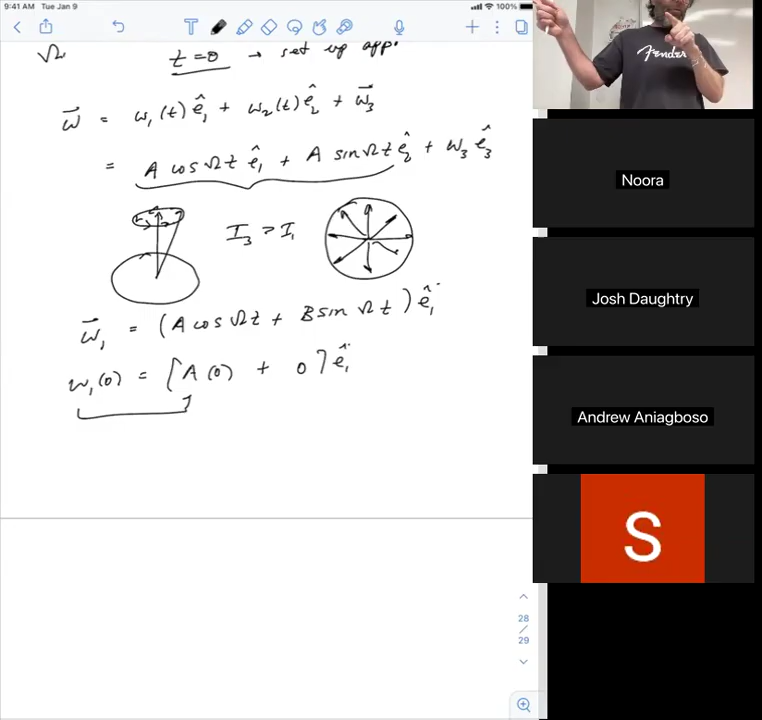 9:41 AM Tue Jan 9
100%
Ω
t = 0 → set up app.
ω⃗ = ω₁(t) ê₁ + ω₂(t) ê₂ + ω⃗₃
= A cos Ωt ê₁ + A sin Ωt ê₂ + ω₃ ê₃
I₃ > I₁
ω⃗₁ = (A cos Ωt + B sin Ωt) ê₁
ω₁(0) = [A(0) + 0] ê₁
28
/
29
Fender
Noora
Josh Daughtry
Andrew Aniagboso
S